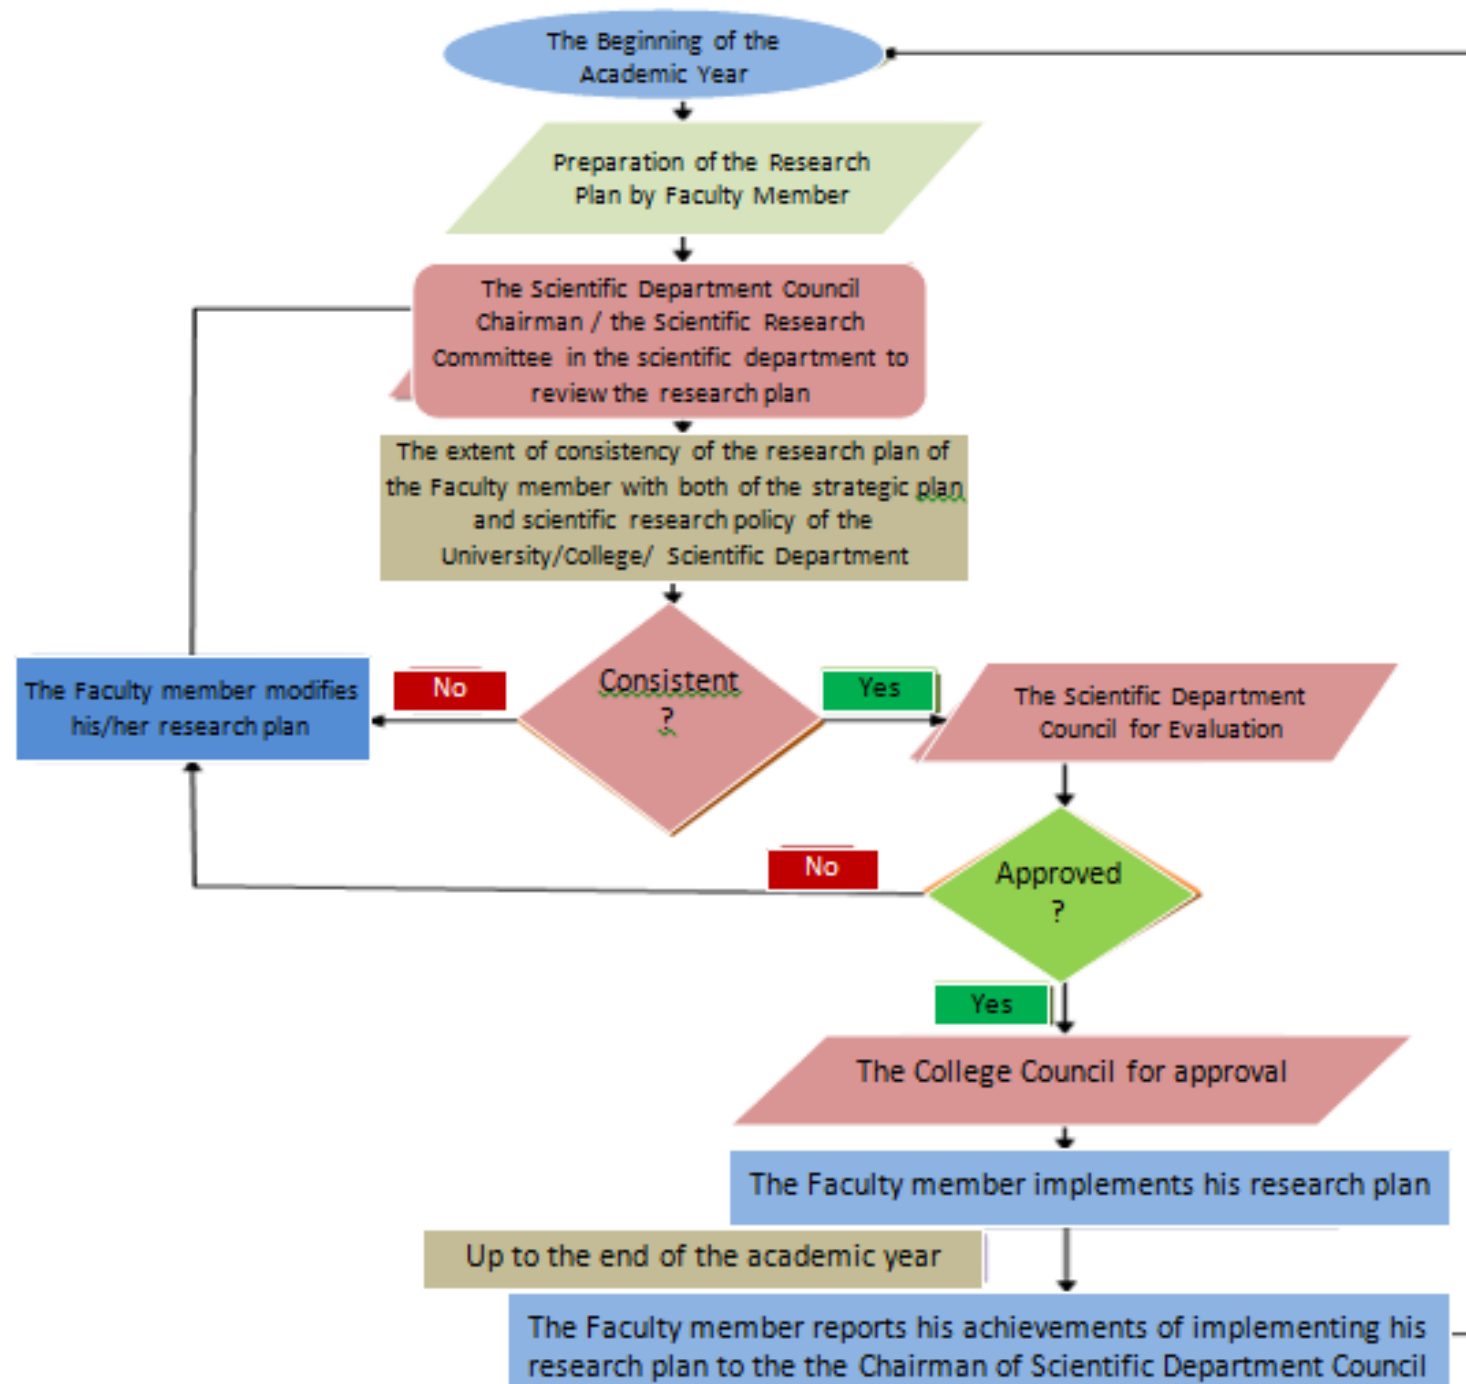 The Beginning of the
Academic Year
Preparation of the Research
Plan by Faculty Member
The Scientific Department Council
Chairman / the Scientific Research
Committee in the scientific department to
review the research plan
The extent of consistency of the research plan of
the Faculty member with both of the strategic plan
and scientific research policy of the
University/College/ Scientific Department
Consistent
?
No
Yes
The Faculty member modifies
his/her research plan
The Scientific Department
Council for Evaluation
Approved
?
No
Yes
The College Council for approval
The Faculty member implements his research plan
Up to the end of the academic year
The Faculty member reports his achievements of implementing his
research plan to the the Chairman of Scientific Department Council